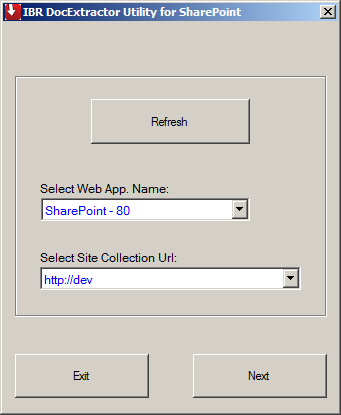 IBR DocExtractor Utility for SharePoint
Refresh
Select Web App. Name:
SharePoint - 80
Select Site Collection Url:
http://dev
Exit
Next